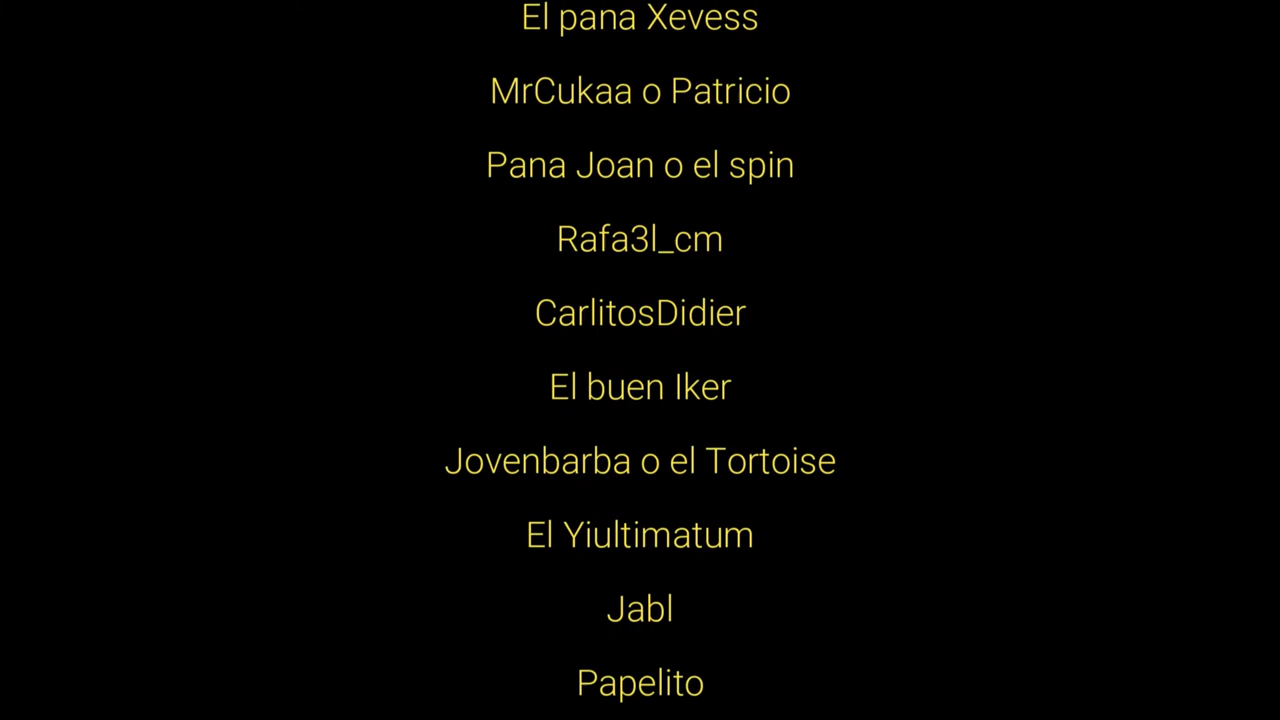 El pana Xevess
MrCukaa o Patricio
Pana Joan o el spin
Rafa3l_cm
CarlitosDidier
El buen Iker
Jovenbarba o el Tortoise
El Yiultimatum
Jabl
Papelito